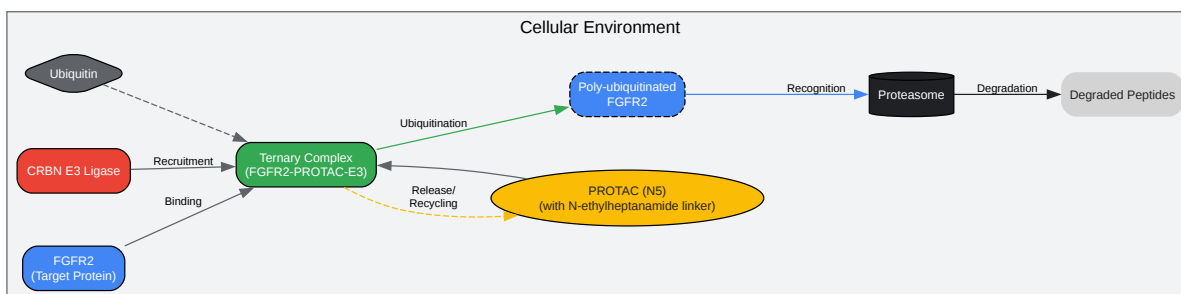 Cellular Environment
Ubiquitin
Poly-ubiquitinated
FGFR2
Recognition
Proteasome
Degradation
Degraded Peptides
Ubiquitination
CRBN E3 Ligase
Recruitment
Ternary Complex
(FGFR2-PROTAC-E3)
Binding
Release/
Recycling
PROTAC (N5)
(with N-ethylheptanamide linker)
FGFR2
(Target Protein)